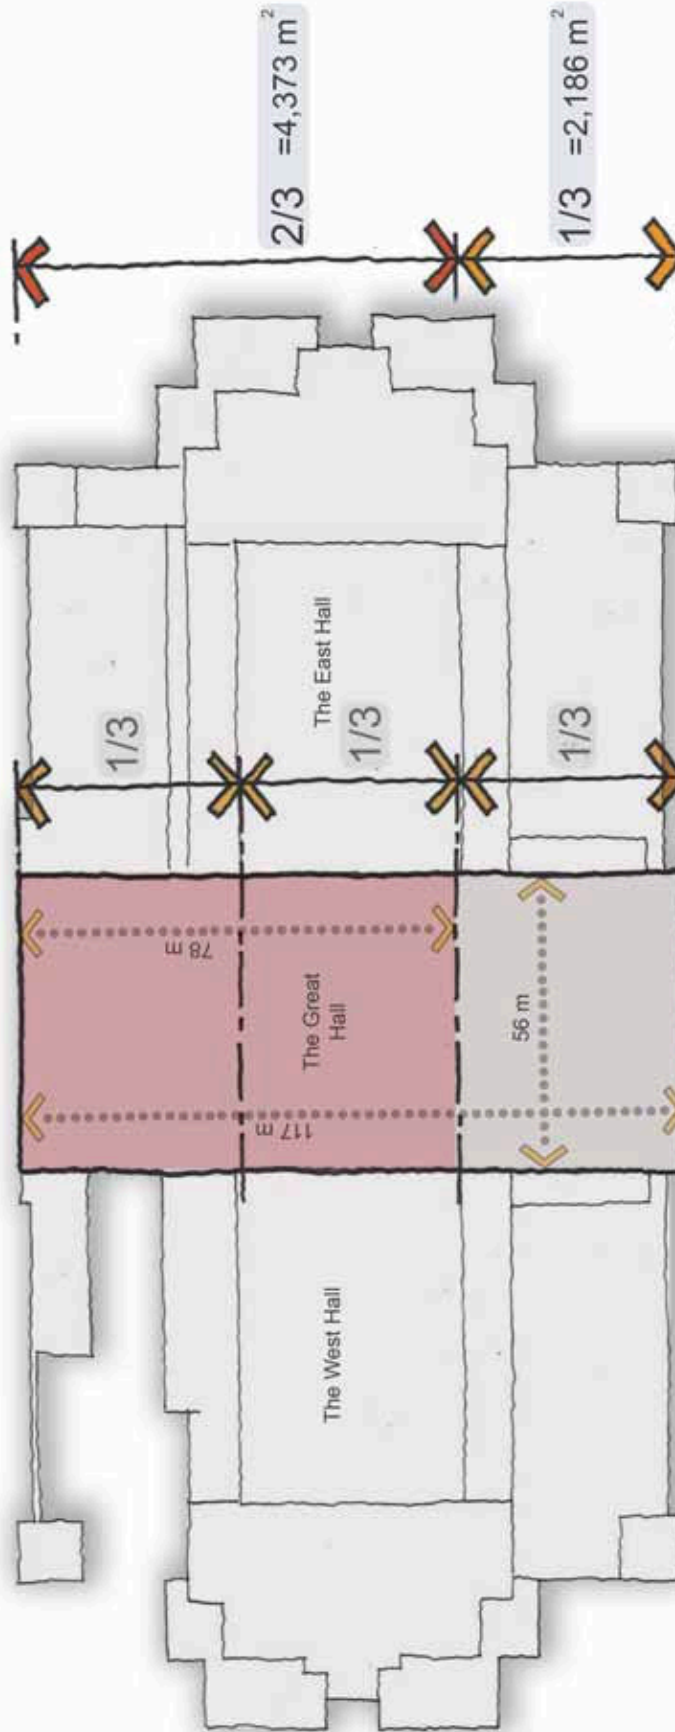 2/3 =4,373 m²
1/3 =2,186 m²
1/3
1/3
1/3
The East Hall
78 m
The Great
Hall
56 m
117 m
The West Hall